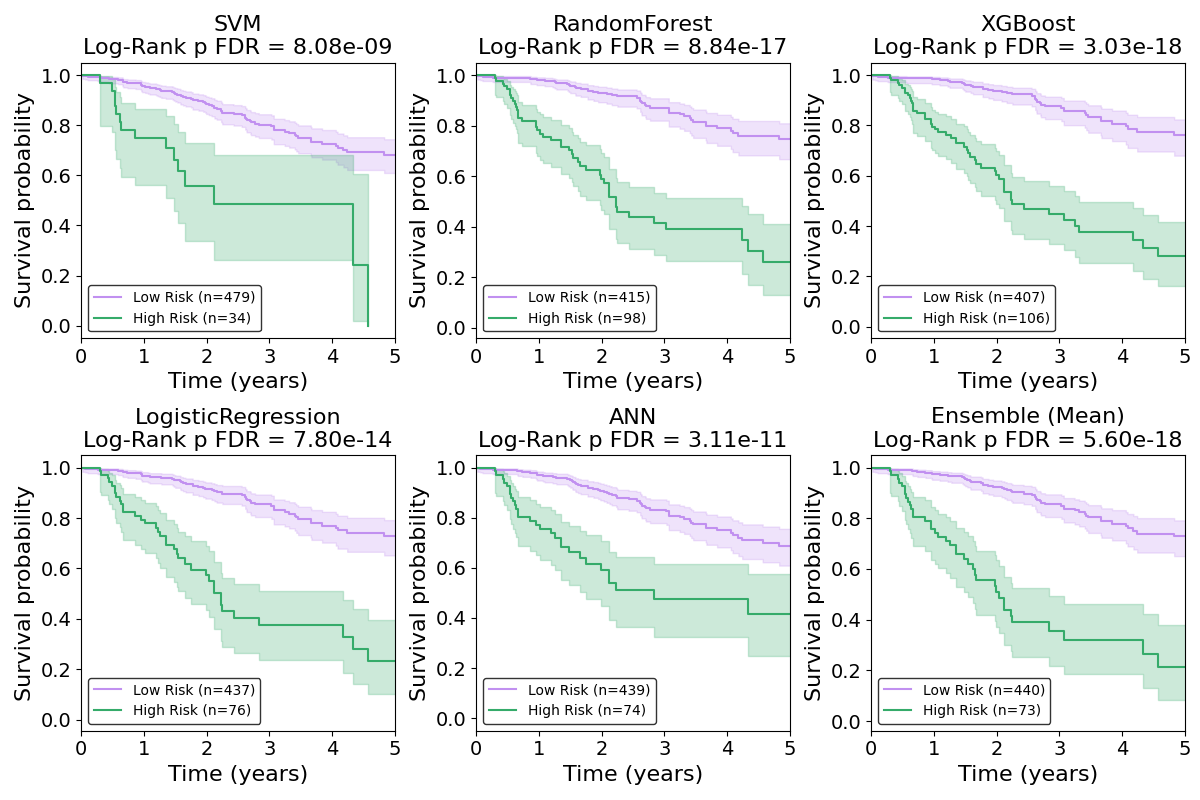 SVM
Log-Rank p FDR = 8.08e-09
Survival probability
1.0
0.8
0.6
0.4
0.2
0.0
Low Risk (n=479)
High Risk (n=34)
0 1 2 3 4 5
Time (years)
RandomForest
Log-Rank p FDR = 8.84e-17
Survival probability
1.0
0.8
0.6
0.4
0.2
0.0
Low Risk (n=415)
High Risk (n=98)
0 1 2 3 4 5
Time (years)
XGBoost
Log-Rank p FDR = 3.03e-18
Survival probability
1.0
0.8
0.6
0.4
0.2
0.0
Low Risk (n=407)
High Risk (n=106)
0 1 2 3 4 5
Time (years)
LogisticRegression
Log-Rank p FDR = 7.80e-14
Survival probability
1.0
0.8
0.6
0.4
0.2
0.0
Low Risk (n=437)
High Risk (n=76)
0 1 2 3 4 5
Time (years)
ANN
Log-Rank p FDR = 3.11e-11
Survival probability
1.0
0.8
0.6
0.4
0.2
0.0
Low Risk (n=439)
High Risk (n=74)
0 1 2 3 4 5
Time (years)
Ensemble (Mean)
Log-Rank p FDR = 5.60e-18
Survival probability
1.0
0.8
0.6
0.4
0.2
0.0
Low Risk (n=440)
High Risk (n=73)
0 1 2 3 4 5
Time (years)